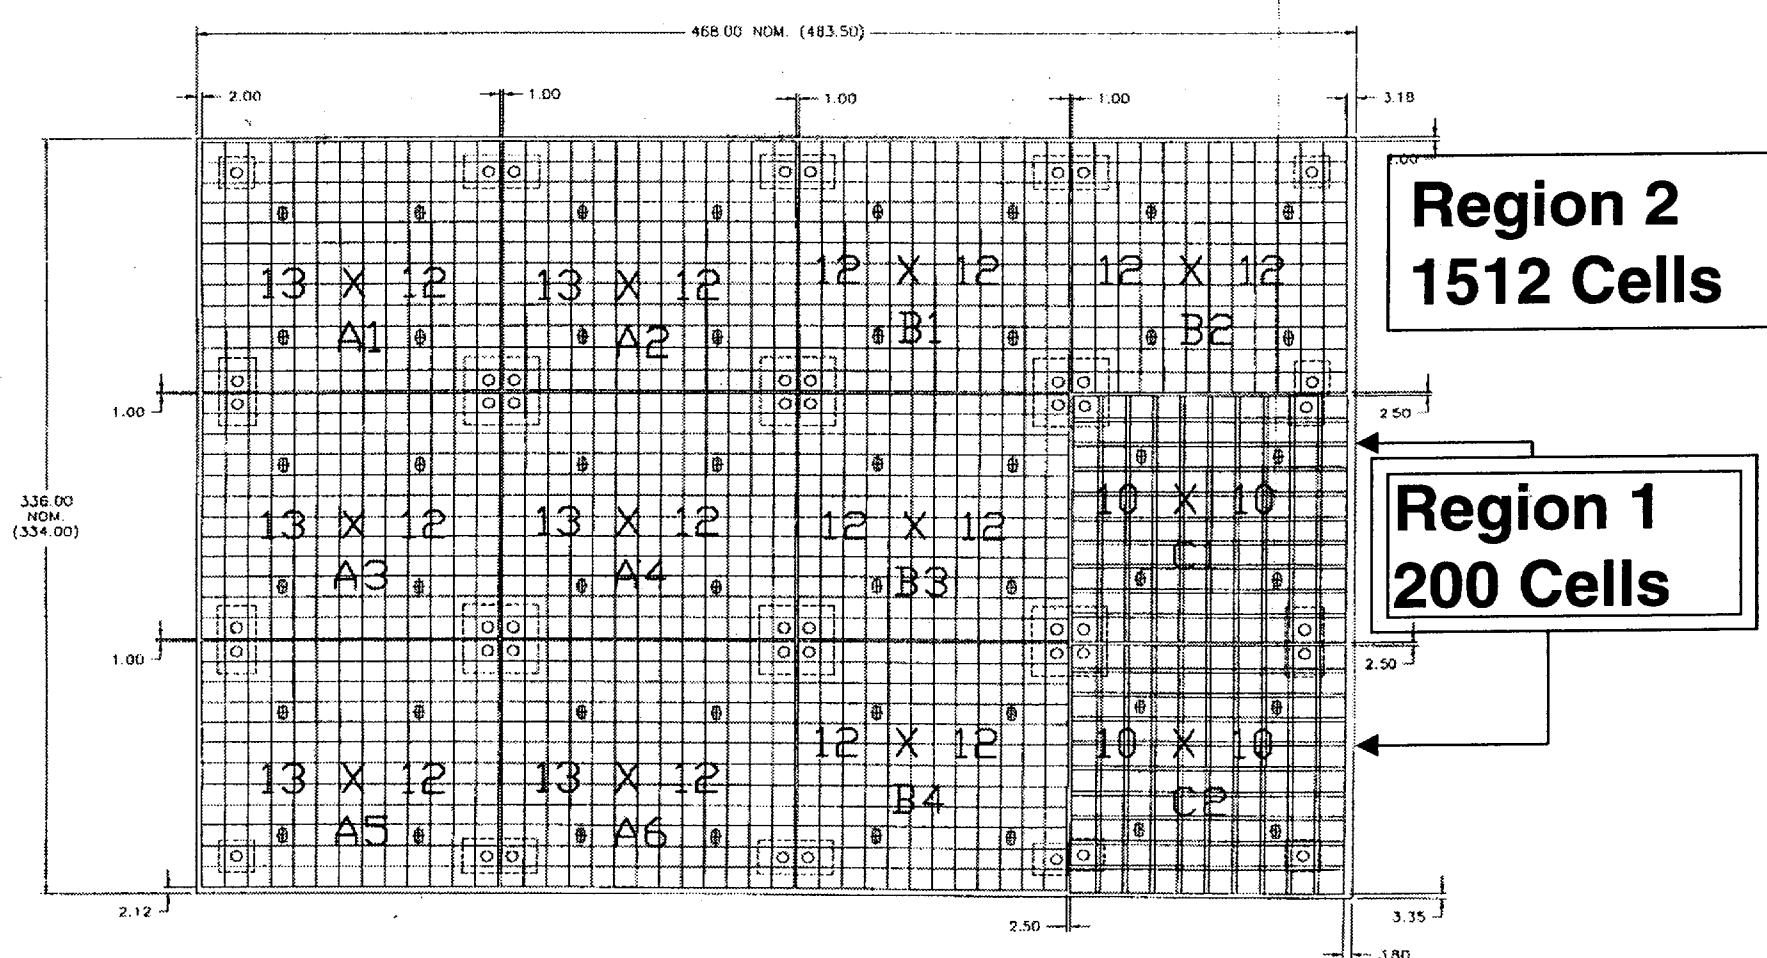 468.00 NOM. (483.50)
2.00 1.00 1.00 1.00 3.18
Region 2
1512 Cells
13 X 12 13 X 12 12 X 12 12 X 12
A1 A2 B1 B2
1.00 2.50
336.00
NOM.
(334.00)
13 X 12 13 X 12 12 X 12 10 X 10
A3 A4 B3
Region 1
200 Cells
1.00 2.50
13 X 12 13 X 12 12 X 12 10 X 10
A5 A6 B4 C2
2.12 2.50 3.35